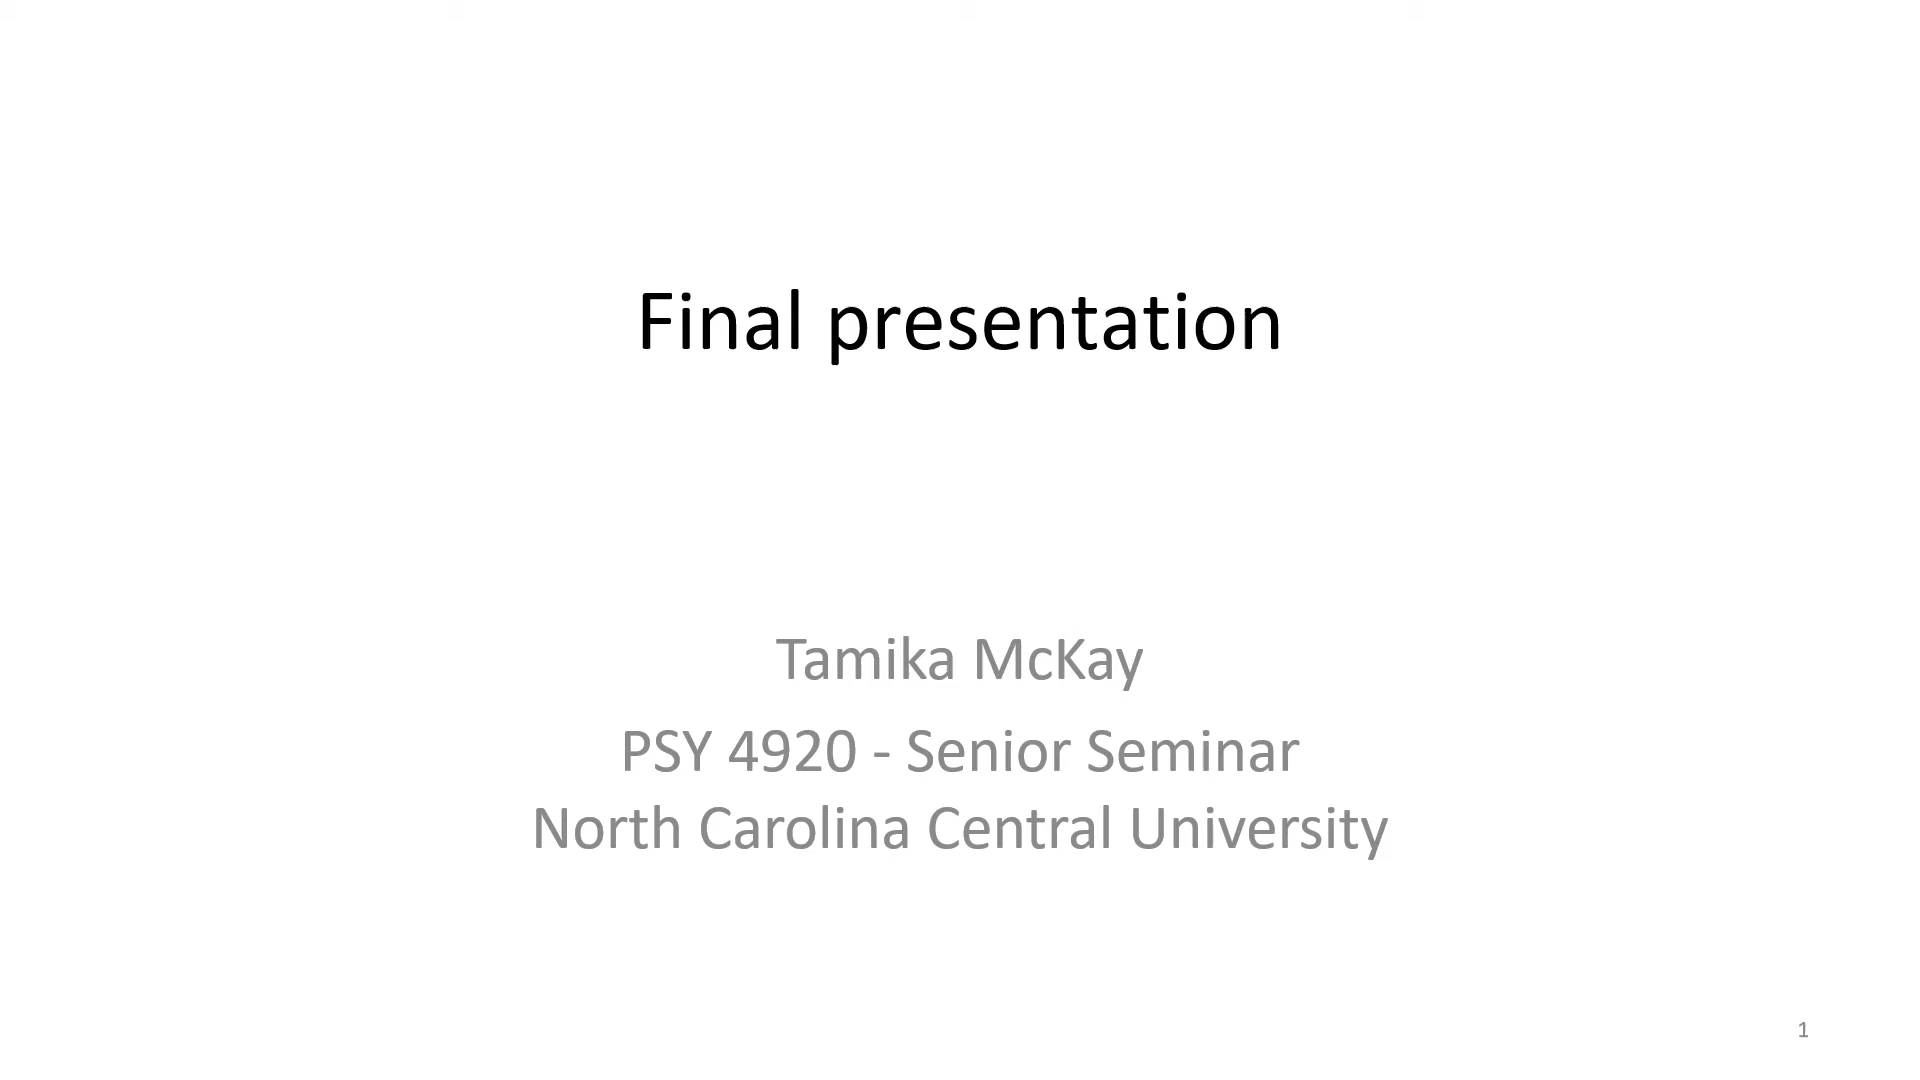 Final presentation
Tamika McKay
PSY 4920 - Senior Seminar
North Carolina Central University
1